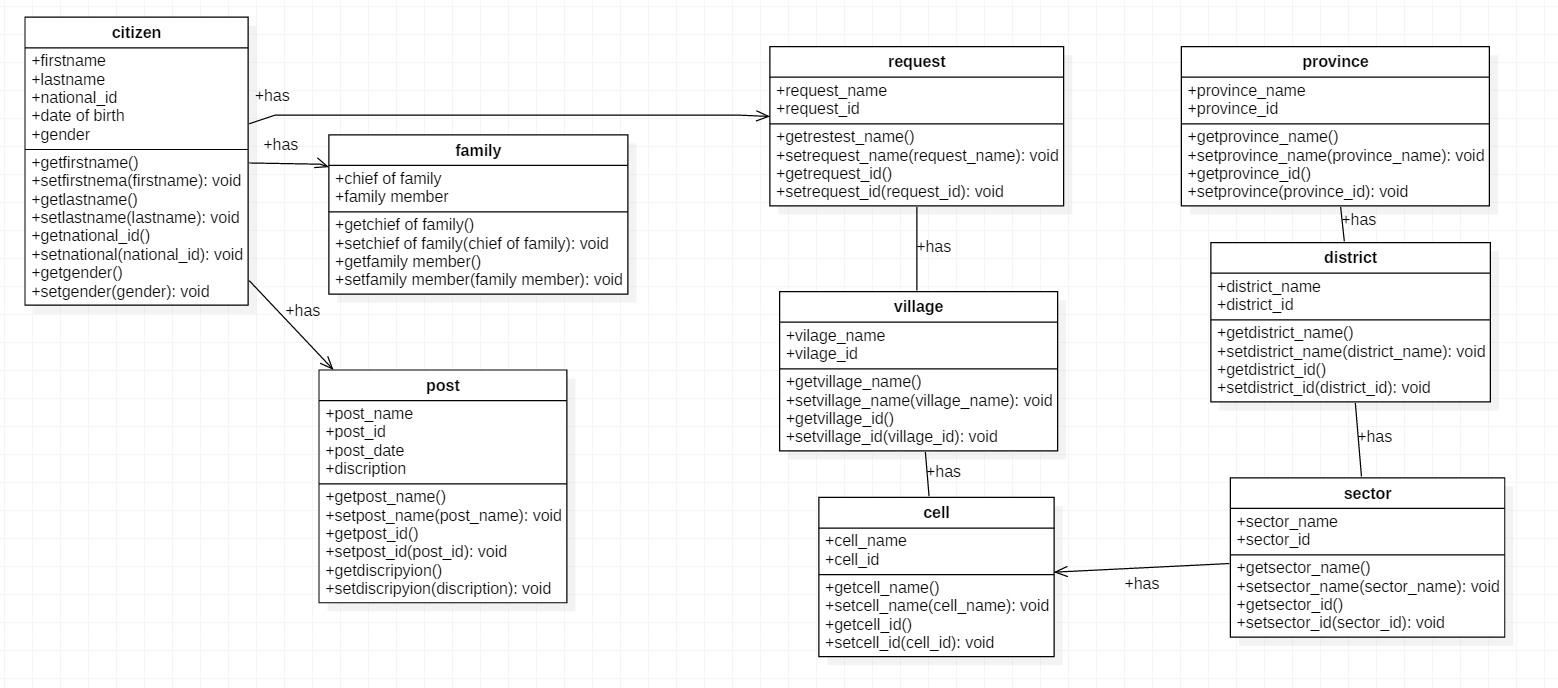 citizen
+firstname
+lastname
+national_id
+date of birth
+gender
+getfirstname()
+setfirstnema(firstname): void
+getlastname()
+setlastname(lastname): void
+getnational_id()
+setnational(national_id): void
+getgender()
+setgender(gender): void
+has
+has
+has
family
+chief of family
+family member
+getchief of family()
+setchief of family(chief of family): void
+getfamily member()
+setfamily member(family member): void
post
+post_name
+post_id
+post_date
+discription
+getpost_name()
+setpost_name(post_name): void
+getpost_id()
+setpost_id(post_id): void
+getdiscripyion()
+setdiscripyion(discription): void
request
+request_name
+request_id
+getrestest_name()
+setrequest_name(request_name): void
+getrequest_id()
+setrequest_id(request_id): void
+has
village
+vilage_name
+vilage_id
+getvillage_name()
+setvillage_name(village_name): void
+getvillage_id()
+setvillage_id(village_id): void
+has
cell
+cell_name
+cell_id
+getcell_name()
+setcell_name(cell_name): void
+getcell_id()
+setcell_id(cell_id): void
province
+province_name
+province_id
+getprovince_name()
+setprovince_name(province_name): void
+getprovince_id()
+setprovince(province_id): void
+has
district
+district_name
+district_id
+getdistrict_name()
+setdistrict_name(district_name): void
+getdistrict_id()
+setdistrict_id(district_id): void
+has
sector
+sector_name
+sector_id
+getsector_name()
+setsector_name(sector_name): void
+getsector_id()
+setsector_id(sector_id): void
+has